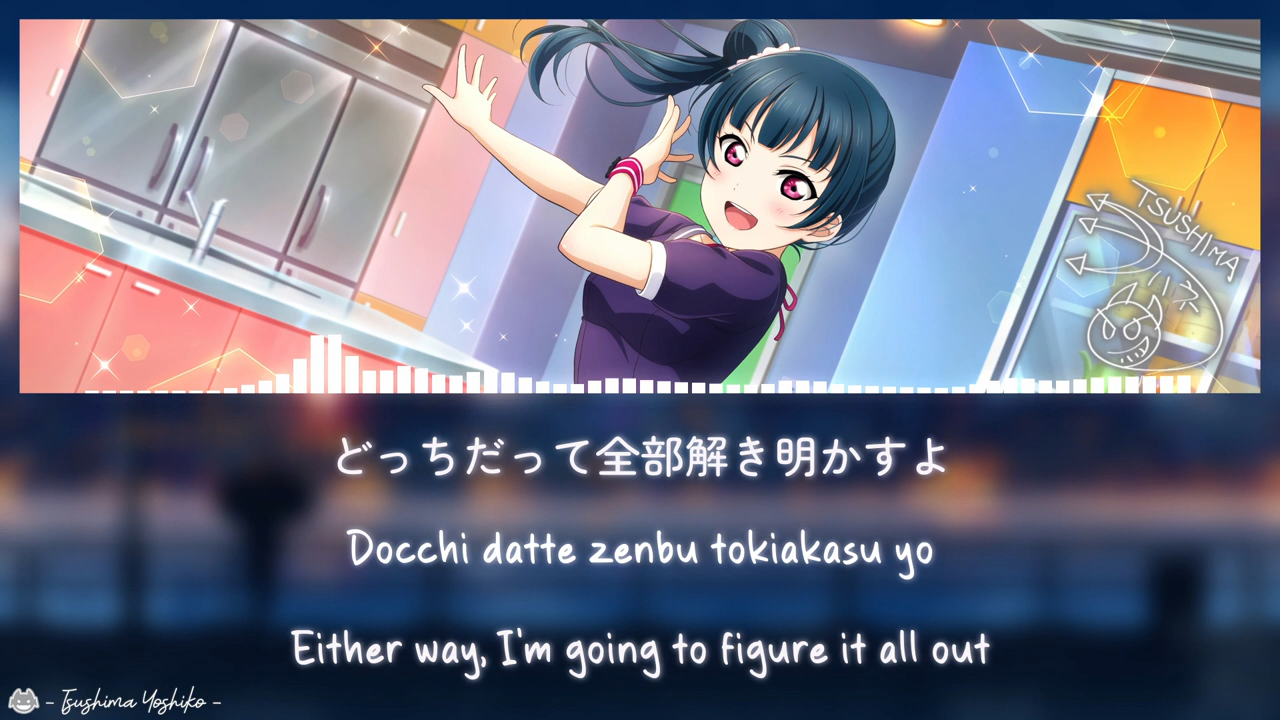 TSUSHIMA
ハネ
どっちだって全部解き明かすよ
Docchi datte zenbu tokiakasu yo
Either way, I'm going to figure it all out
- Tsushima Yoshiko -